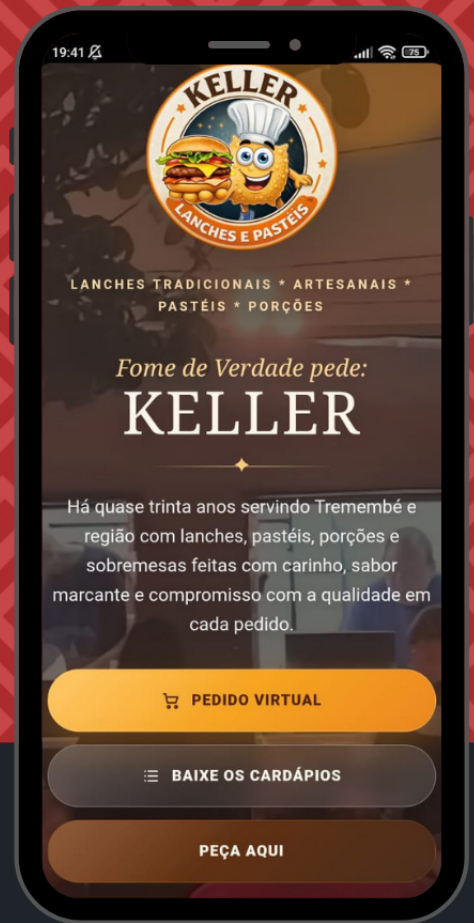 19:41
75
KELLER
LANCHES E PASTÉIS
LANCHES TRADICIONAIS * ARTESANAIS *
PASTÉIS * PORÇÕES
Fome de Verdade pede:
KELLER
Há quase trinta anos servindo Tremembé e
região com lanches, pastéis, porções e
sobremesas feitas com carinho, sabor
marcante e compromisso com a qualidade em
cada pedido.
PEDIDO VIRTUAL
BAIXE OS CARDÁPIOS
PEÇA AQUI